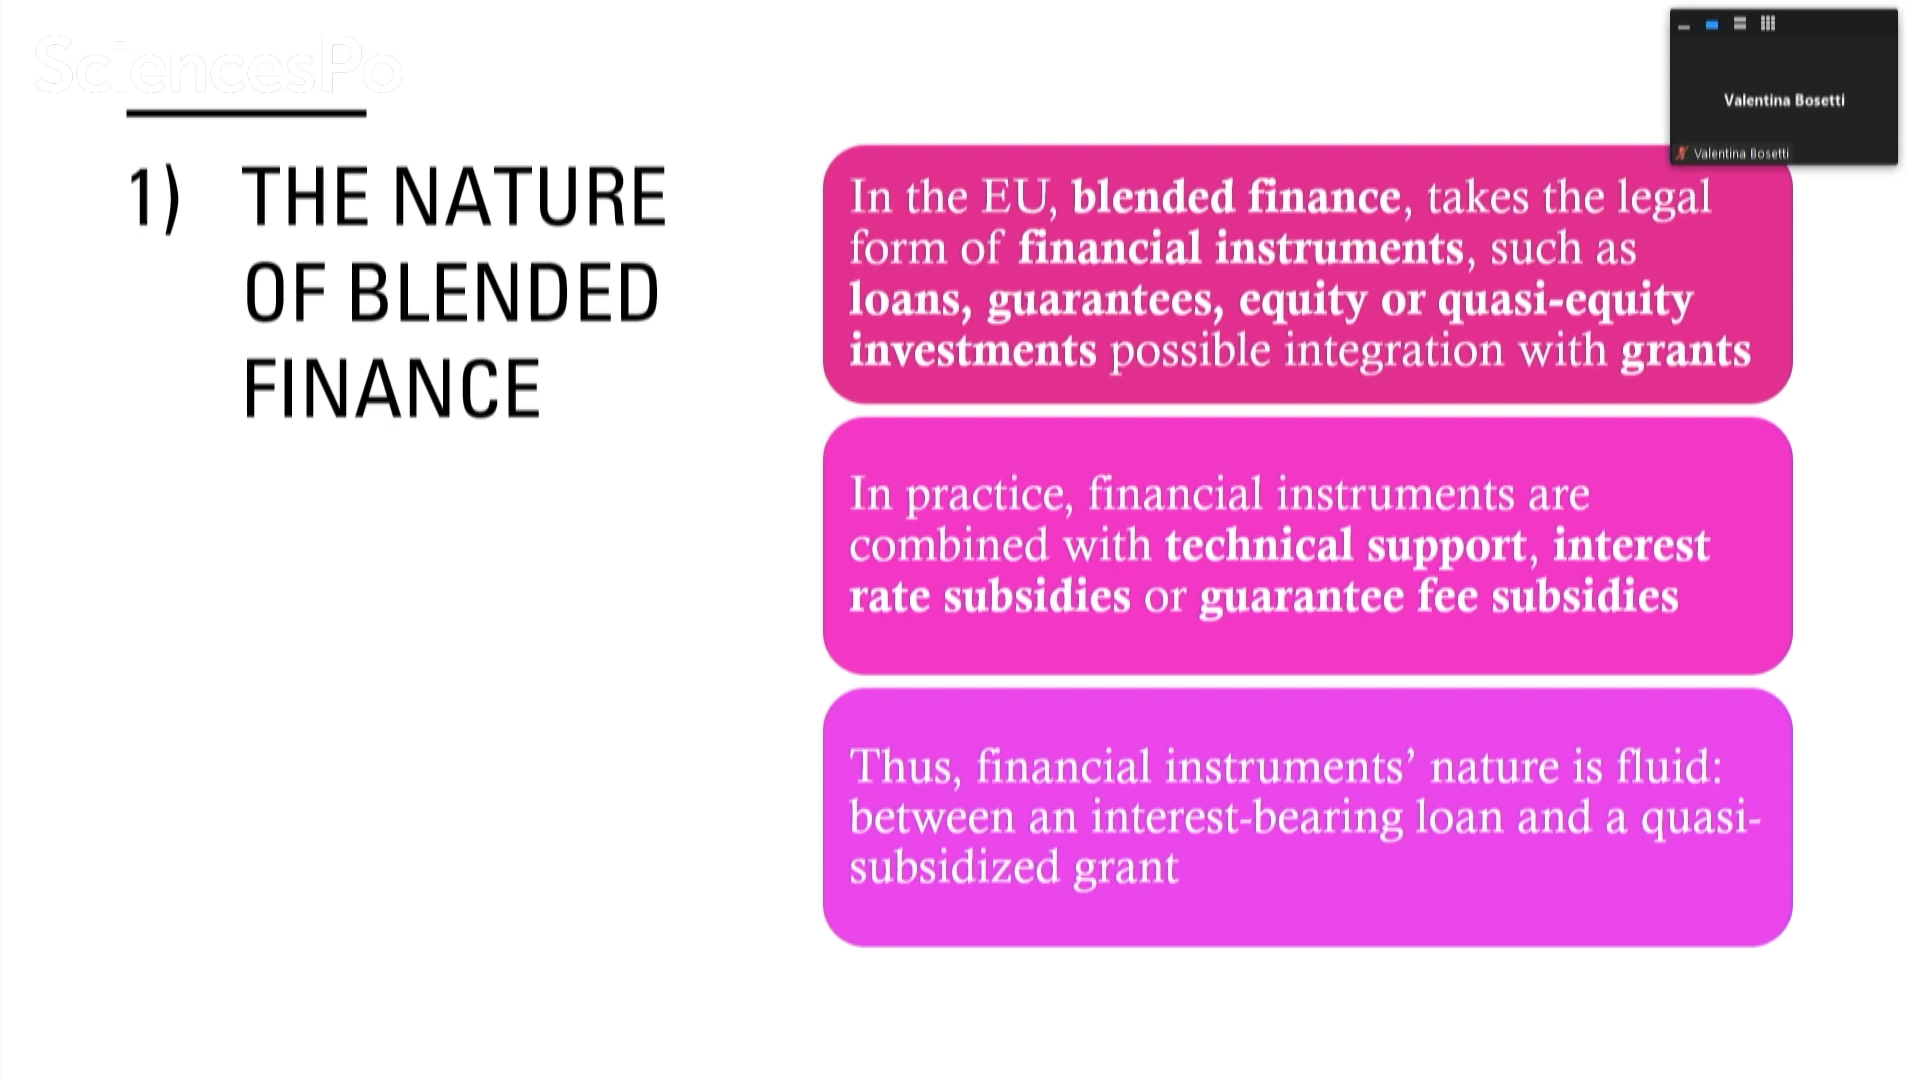 SciencesPo
1) THE NATURE
OF BLENDED
FINANCE
Valentina Bosetti
Valentina Bosetti
In the EU, blended finance, takes the legal
form of financial instruments, such as
loans, guarantees, equity or quasi-equity
investments possible integration with grants
In practice, financial instruments are
combined with technical support, interest
rate subsidies or guarantee fee subsidies
Thus, financial instruments’ nature is fluid:
between an interest-bearing loan and a quasi-
subsidized grant